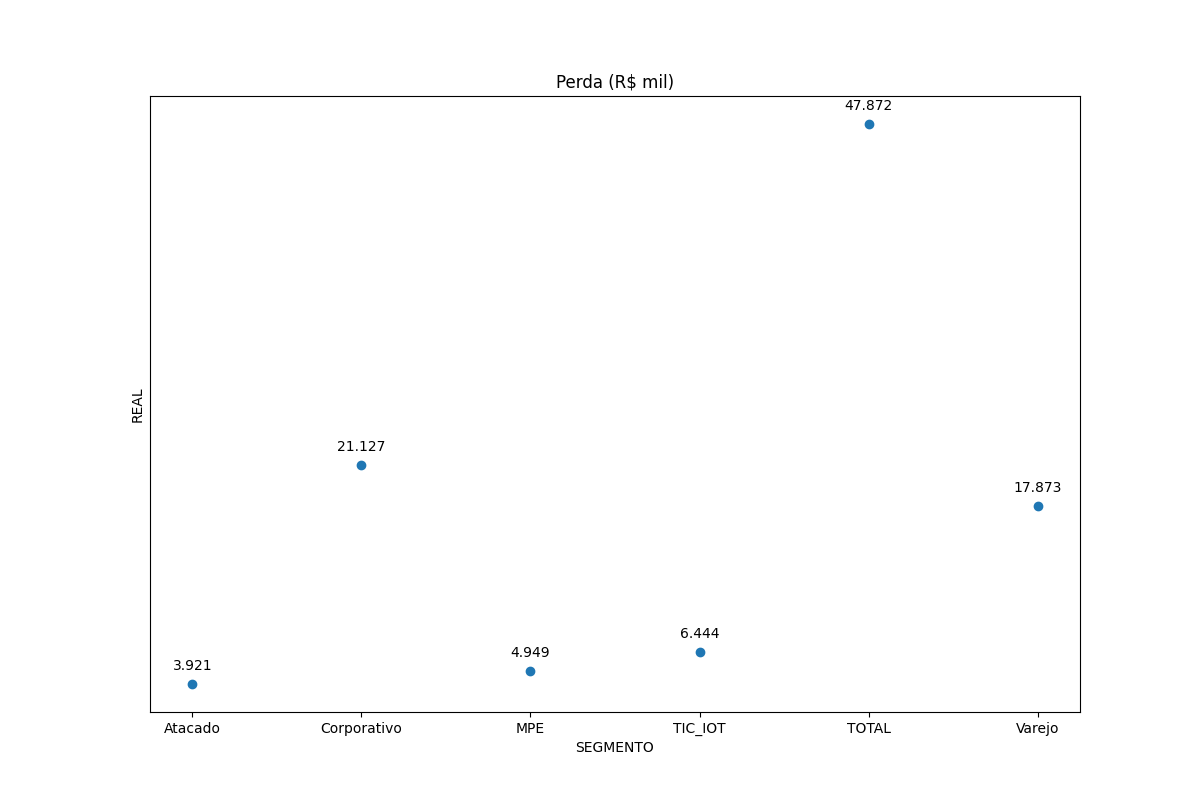 Perda (R$ mil)
47.872
REAL
21.127
17.873
6.444
4.949
3.921
Atacado Corporativo MPE TIC_IOT TOTAL Varejo
SEGMENTO